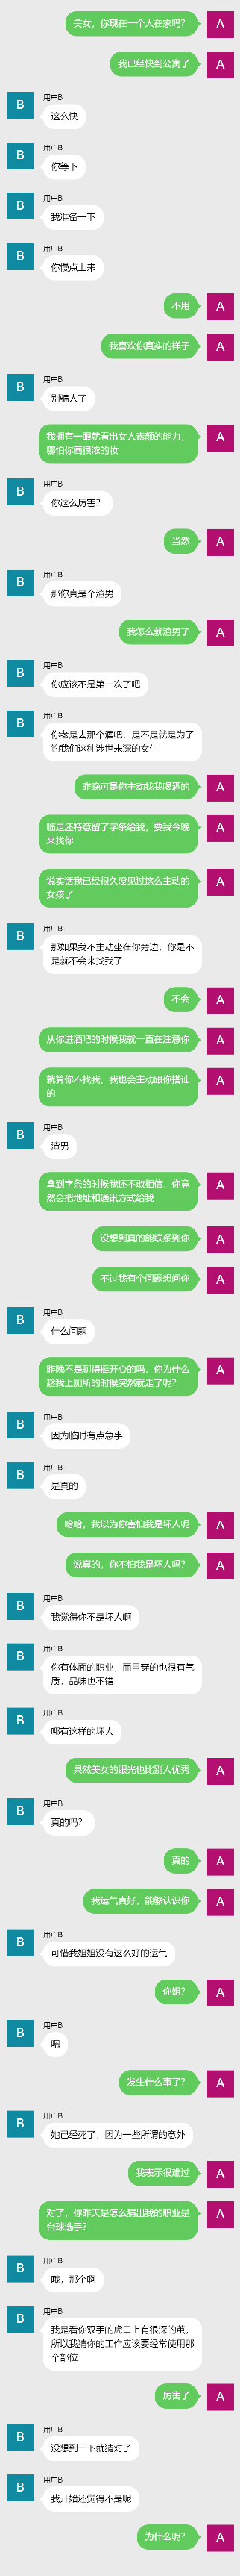 美女，你现在一个人在家吗？
A
我已经快到公寓了
A
B
用户B
这么快
B
用户B
你等下
B
用户B
我准备一下
B
用户B
你慢点上来
不用
A
我喜欢你真实的样子
A
B
用户B
别骗人了
我拥有一眼就看出女人素颜的能力，
哪怕你画很浓的妆
A
B
用户B
你这么厉害？
当然
A
B
用户B
那你真是个渣男
我怎么就渣男了
A
B
用户B
你应该不是第一次了吧
B
用户B
你老是去那个酒吧，是不是就是为了
钓我们这种涉世未深的女生
昨晚可是你主动找我喝酒的
A
临走还特意留了字条给我，要我今晚
来找你
A
说实话我已经很久没见过这么主动的
女孩了
A
B
用户B
那如果我不主动坐在你旁边，你是不
是就不会来找我了
不会
A
从你进酒吧的时候我就一直在注意你
A
就算你不找我，我也会主动跟你搭讪
的
A
B
用户B
渣男
拿到字条的时候我还不敢相信，你竟
然会把地址和通讯方式给我
A
没想到真的能联系到你
A
不过我有个问题想问你
A
B
用户B
什么问题
昨晚不是聊得挺开心的吗，你为什么
趁我上厕所的时候突然就走了呢？
A
B
用户B
因为临时有点急事
B
用户B
是真的
哈哈，我以为你害怕我是坏人呢
A
说真的，你不怕我是坏人吗？
A
B
用户B
我觉得你不是坏人啊
B
用户B
你有体面的职业，而且穿的也很有气
质，品味也不错
B
用户B
哪有这样的坏人
果然美女的眼光也比别人优秀
A
B
用户B
真的吗？
真的
A
我运气真好，能够认识你
A
B
用户B
可惜我姐姐没有这么好的运气
你姐？
A
B
用户B
嗯
发生什么事了？
A
B
用户B
她已经死了，因为一些所谓的意外
我表示很难过
A
对了，你昨天是怎么猜出我的职业是
台球选手？
A
B
用户B
哦，那个啊
B
用户B
我是看你双手的虎口上有很深的茧，
所以我猜你的工作应该要经常使用那
个部位
厉害了
A
B
用户B
没想到一下就猜对了
B
用户B
我开始还觉得不是呢
为什么呢？
A